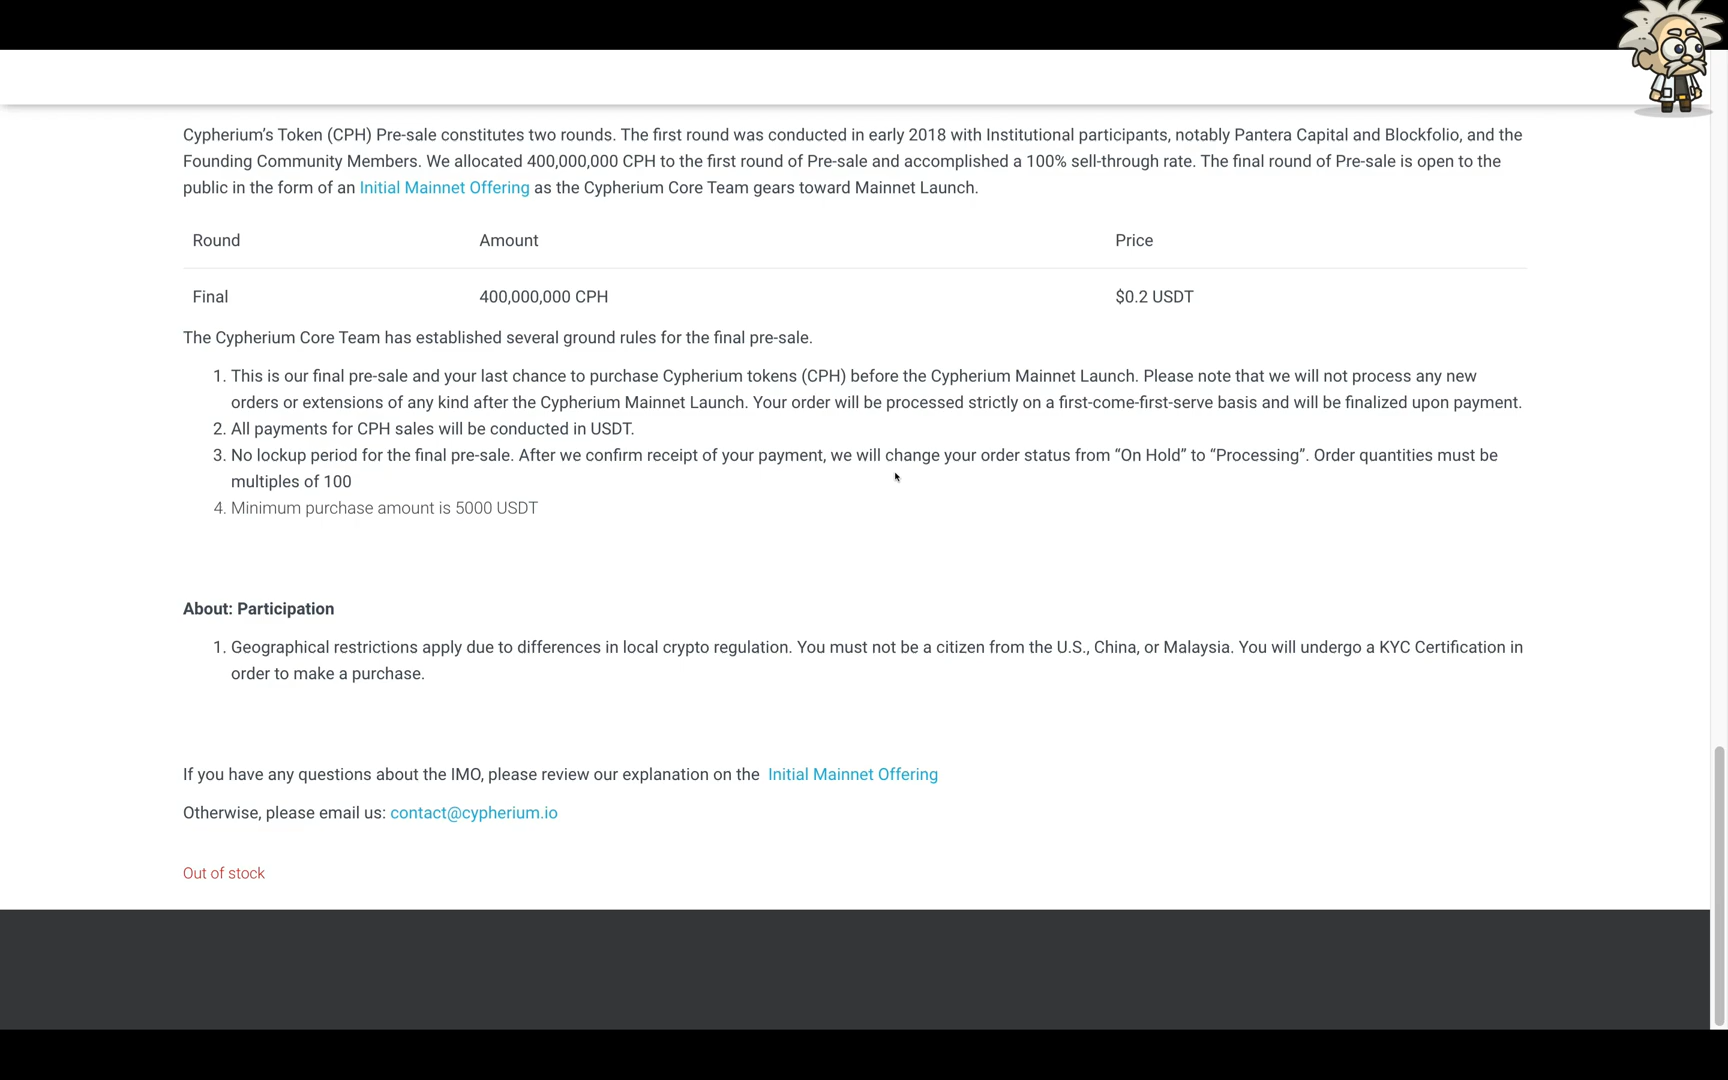 Cypherium’s Token (CPH) Pre-sale constitutes two rounds. The first round was conducted in early 2018 with Institutional participants, notably Pantera Capital and Blockfolio, and the
Founding Community Members. We allocated 400,000,000 CPH to the first round of Pre-sale and accomplished a 100% sell-through rate. The final round of Pre-sale is open to the
public in the form of an Initial Mainnet Offering as the Cypherium Core Team gears toward Mainnet Launch.
Round Amount Price
Final 400,000,000 CPH $0.2 USDT
The Cypherium Core Team has established several ground rules for the final pre-sale.
1. This is our final pre-sale and your last chance to purchase Cypherium tokens (CPH) before the Cypherium Mainnet Launch. Please note that we will not process any new
orders or extensions of any kind after the Cypherium Mainnet Launch. Your order will be processed strictly on a first-come-first-serve basis and will be finalized upon payment.
2. All payments for CPH sales will be conducted in USDT.
3. No lockup period for the final pre-sale. After we confirm receipt of your payment, we will change your order status from “On Hold” to “Processing”. Order quantities must be
multiples of 100
4. Minimum purchase amount is 5000 USDT
About: Participation
1. Geographical restrictions apply due to differences in local crypto regulation. You must not be a citizen from the U.S., China, or Malaysia. You will undergo a KYC Certification in
order to make a purchase.
If you have any questions about the IMO, please review our explanation on the Initial Mainnet Offering
Otherwise, please email us: contact@cypherium.io
Out of stock